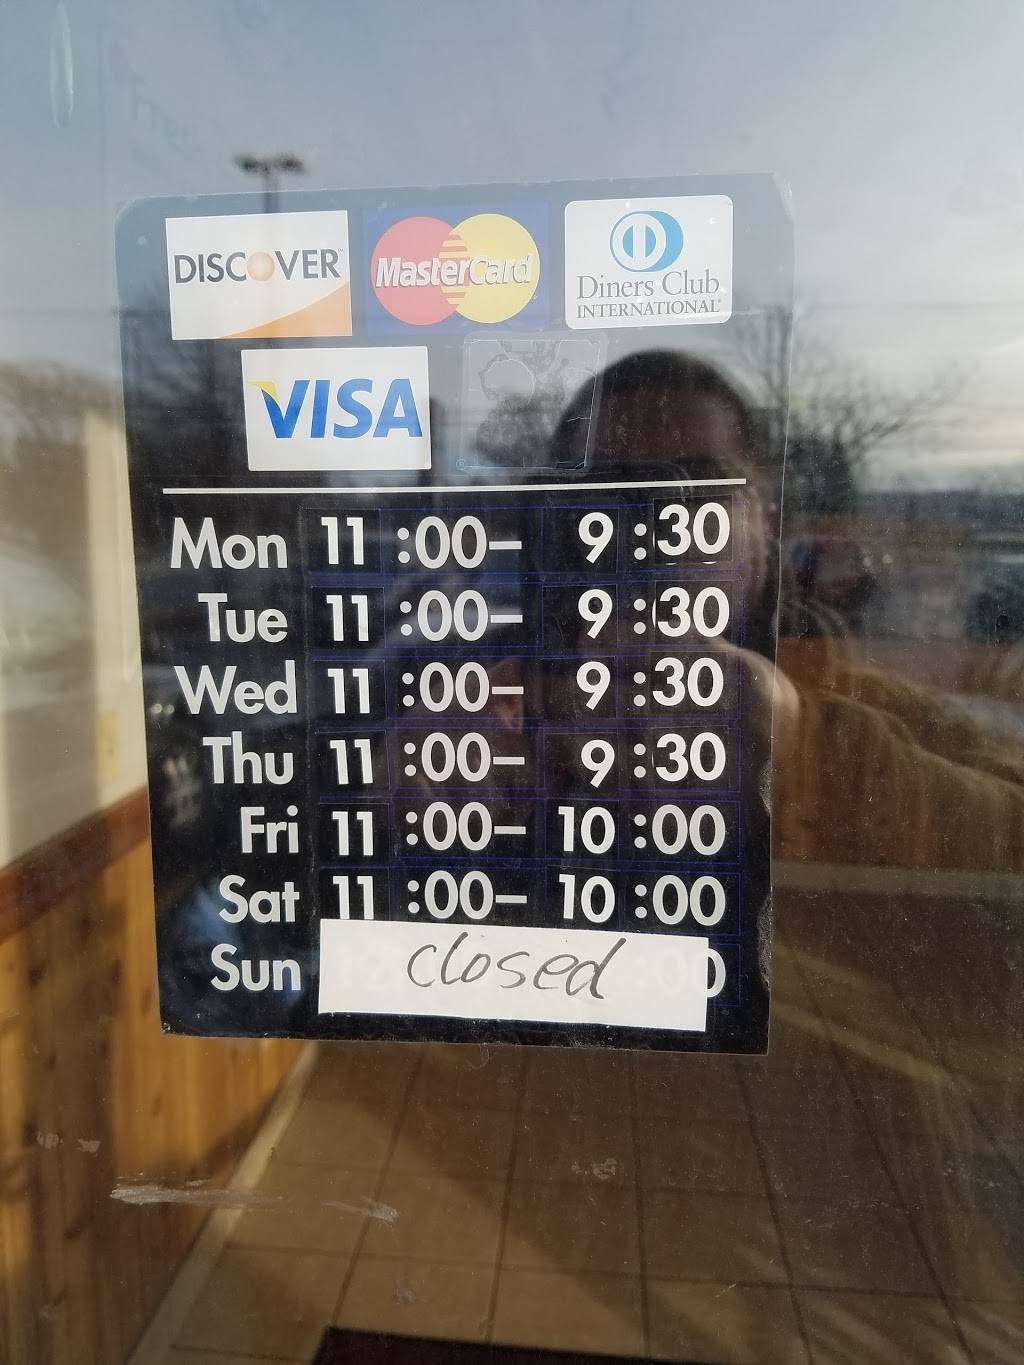 DISCOVER MasterCard Diners Club
INTERNATIONAL
VISA
Mon 11:00– 9:30
Tue 11:00– 9:30
Wed 11:00– 9:30
Thu 11:00– 9:30
Fri 11:00– 10:00
Sat 11:00– 10:00
Sun closed